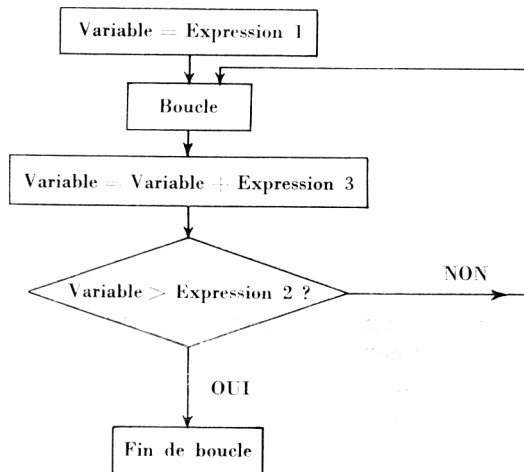 Variable = Expression 1
Boucle
Variable = Variable + Expression 3
Variable > Expression 2 ?
NON
OUI
Fin de boucle